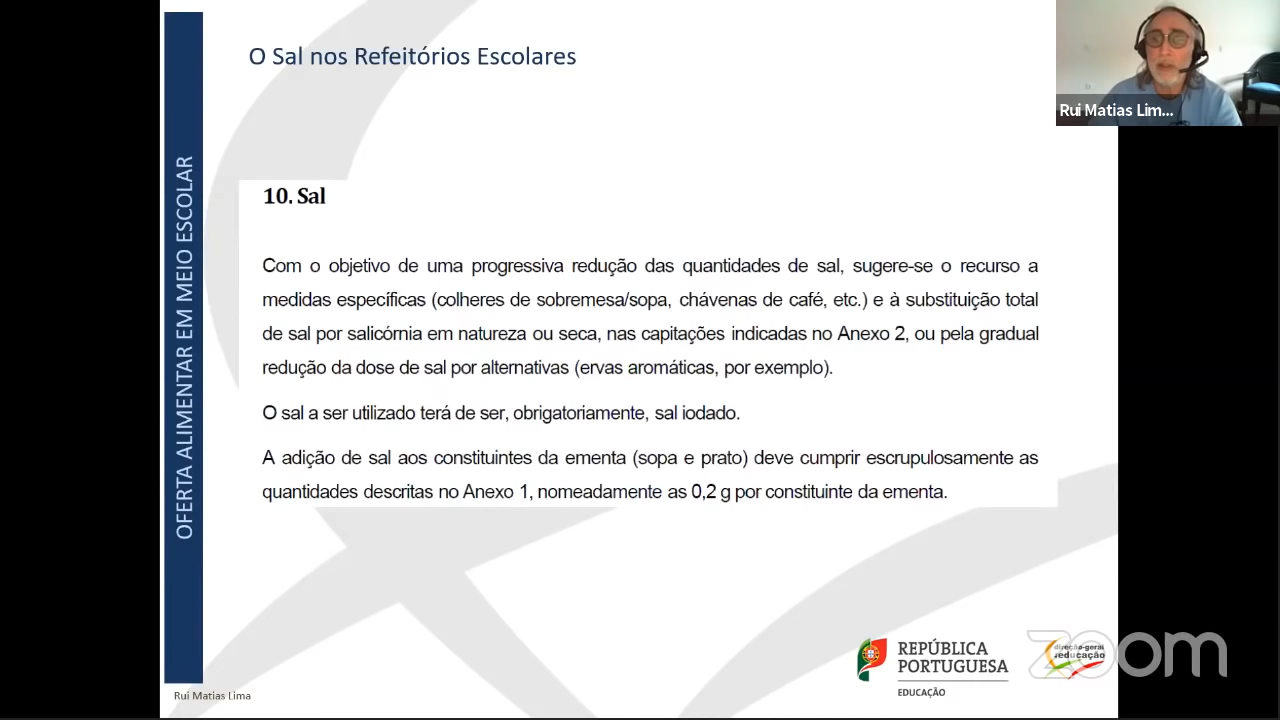 O Sal nos Refeitórios Escolares
Rui Matias Lim...
OFERTA ALIMENTAR EM MEIO ESCOLAR
10. Sal
Com o objetivo de uma progressiva redução das quantidades de sal, sugere-se o recurso a
medidas específicas (colheres de sobremesa/sopa, chávenas de café, etc.) e à substituição total
de sal por salicórnia em natureza ou seca, nas capitações indicadas no Anexo 2, ou pela gradual
redução da dose de sal por alternativas (ervas aromáticas, por exemplo).
O sal a ser utilizado terá de ser, obrigatoriamente, sal iodado.
A adição de sal aos constituintes da ementa (sopa e prato) deve cumprir escrupulosamente as
quantidades descritas no Anexo 1, nomeadamente as 0,2 g por constituinte da ementa.
REPÚBLICA
PORTUGUESA
EDUCAÇÃO
direção-geral
educação
zoom
Rui Matias Lima